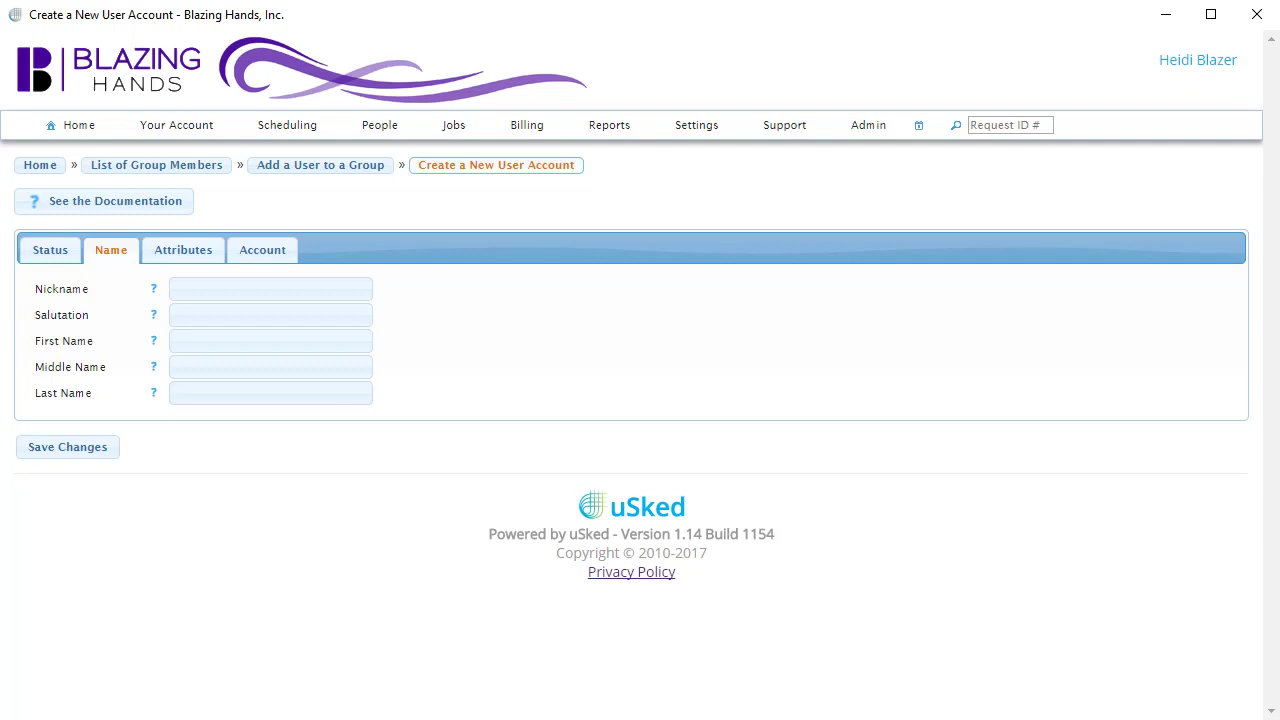 Create a New User Account - Blazing Hands, Inc.
BLAZING
HANDS
Heidi Blazer
Home Your Account Scheduling People Jobs Billing Reports Settings Support Admin Request ID #
Home » List of Group Members » Add a User to a Group » Create a New User Account
? See the Documentation
Status Name Attributes Account
Nickname ?
Salutation ?
First Name ?
Middle Name ?
Last Name ?
Save Changes
uSked
Powered by uSked - Version 1.14 Build 1154
Copyright © 2010-2017
Privacy Policy